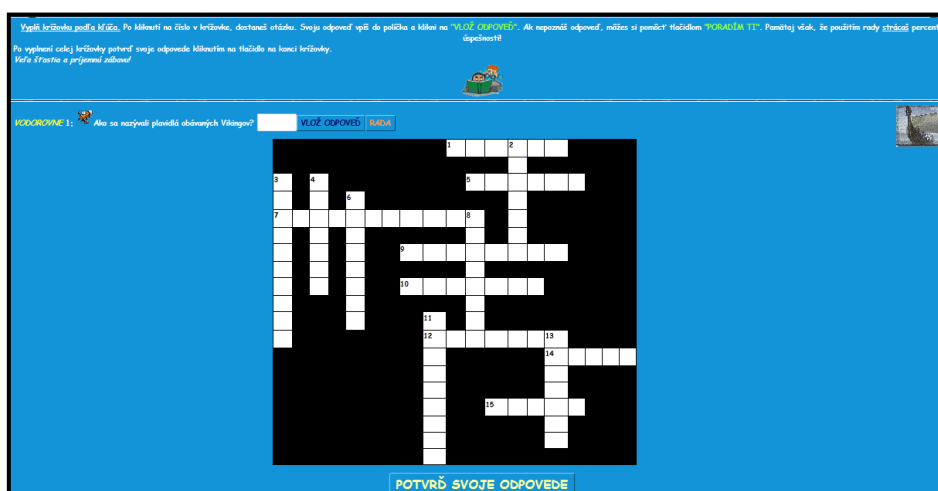 Vyplň krížovku podľa kľúča. Po kliknutí na číslo v krížovke, dostaneš otázku. Svoju odpoveď vpíš do políčka a klikni na "VLOŽ ODPOVEĎ". Ak nepoznáš odpoveď, môžes si pomôcť tlačidlom "PORADÍM TI". Pamätaj však, že použitím rady strácaš percent
úspešnosti!
Po vyplnení celej krížovky potvrď svoje odpovede kliknutím na tlačidlo na konci krížovky.
Veľa šťastia a príjemnú zábavu!
VODOROVNE 1: Ako sa nazývali plavidlá obávaných Vikingov? VLOŽ ODPOVEĎ RADA
1 2
3 4 5
6
7 8
9
10
11
12 13
14
15
POTVRĎ SVOJE ODPOVEDE